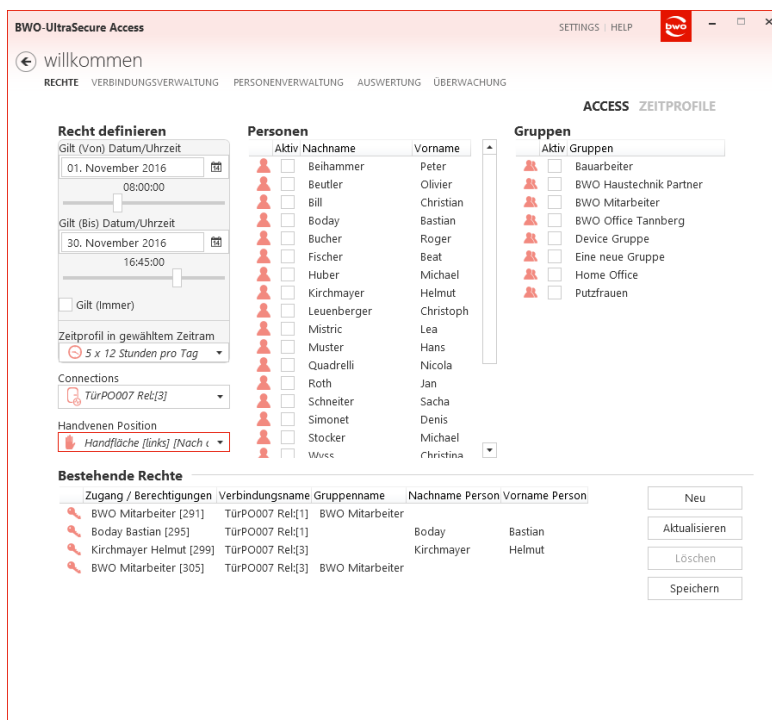 BWO-UltraSecure Access SETTINGS | HELP bwo
willkommen
RECHTE VERBINDUNGSVERWALTUNG PERSONENVERWALTUNG AUSWERTUNG ÜBERWACHUNG
ACCESS ZEITPROFILE
Recht definieren
Gilt (Von) Datum/Uhrzeit
01. November 2016
08:00:00
Gilt (Bis) Datum/Uhrzeit
30. November 2016
16:45:00
Gilt (Immer)
Zeitprofil in gewähltem Zeitram
5 x 12 Stunden pro Tag
Connections
TürPO007 Rel:[3]
Handvenen Position
Handfläche [links] [Nach
Personen
Aktiv Nachname Vorname
Beihammer Peter
Beutler Olivier
Bill Christian
Boday Bastian
Bucher Roger
Fischer Beat
Huber Michael
Kirchmayer Helmut
Leuenberger Christoph
Mistric Lea
Muster Hans
Quadrelli Nicola
Roth Jan
Schneiter Sacha
Simonet Denis
Stocker Michael
Wyss Christina
Gruppen
Aktiv Gruppen
Bauarbeiter
BWO Haustechnik Partner
BWO Mitarbeiter
BWO Office Tannberg
Device Gruppe
Eine neue Gruppe
Home Office
Putzfrauen
Bestehende Rechte
Zugang / Berechtigungen Verbindungsname Gruppenname Nachname Person Vorname Person
BWO Mitarbeiter [291] TürPO007 Rel:[1] BWO Mitarbeiter
Boday Bastian [295] TürPO007 Rel:[1] Boday Bastian
Kirchmayer Helmut [299] TürPO007 Rel:[3] Kirchmayer Helmut
BWO Mitarbeiter [305] TürPO007 Rel:[3] BWO Mitarbeiter
Neu
Aktualisieren
Löschen
Speichern